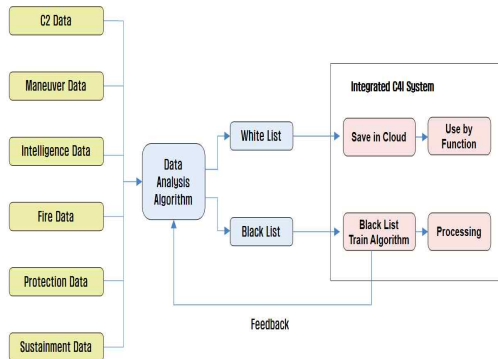 C2 Data
Maneuver Data
Intelligence Data
Fire Data
Protection Data
Sustainment Data
Data
Analysis
Algorithm
White List
Black List
Integrated C4I System
Save in Cloud
Use by
Function
Black List
Train Algorithm
Processing
Feedback